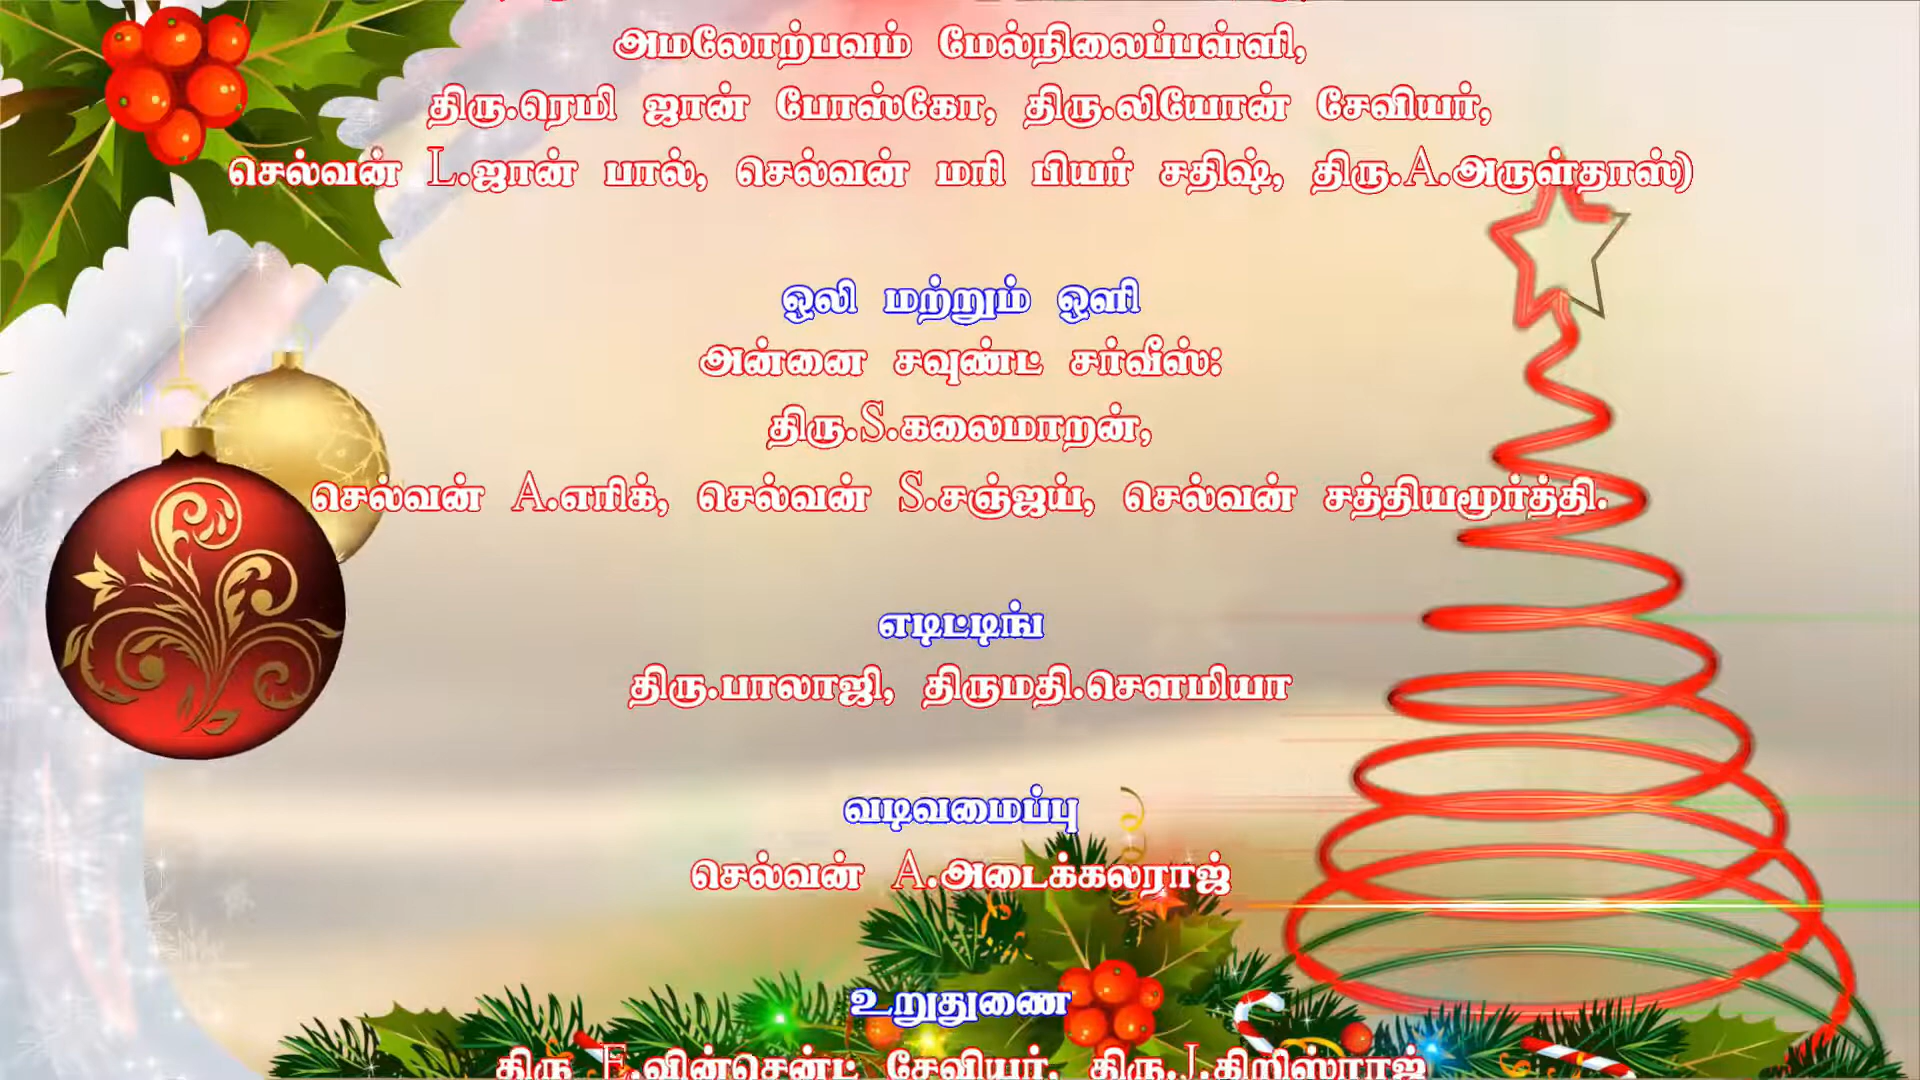 அமலோற்பவம் மேல்நிலைப்பள்ளி,
திரு.ரெமி ஜான் போஸ்கோ, திரு.லியோன் சேவியர்,
செல்வன் L.ஜான் பால், செல்வன் மரி பியர் சதிஷ், திரு.A.அருள்தாஸ்)
ஒலி மற்றும் ஒளி
அன்னை சவுண்ட் சர்வீஸ்:
திரு.S.கலைமாறன்,
செல்வன் A.எரிக், செல்வன் S.சஞ்ஜய், செல்வன் சத்தியமூர்த்தி.
எடிட்டிங்
திரு.பாலாஜி, திருமதி.சௌமியா
வடிவமைப்பு
செல்வன் A.அடைக்கலராஜ்
உறுதுணை
திரு E.வின்சென்ட் சேவியர், திரு.J.கிறிஸ்ராஜ்